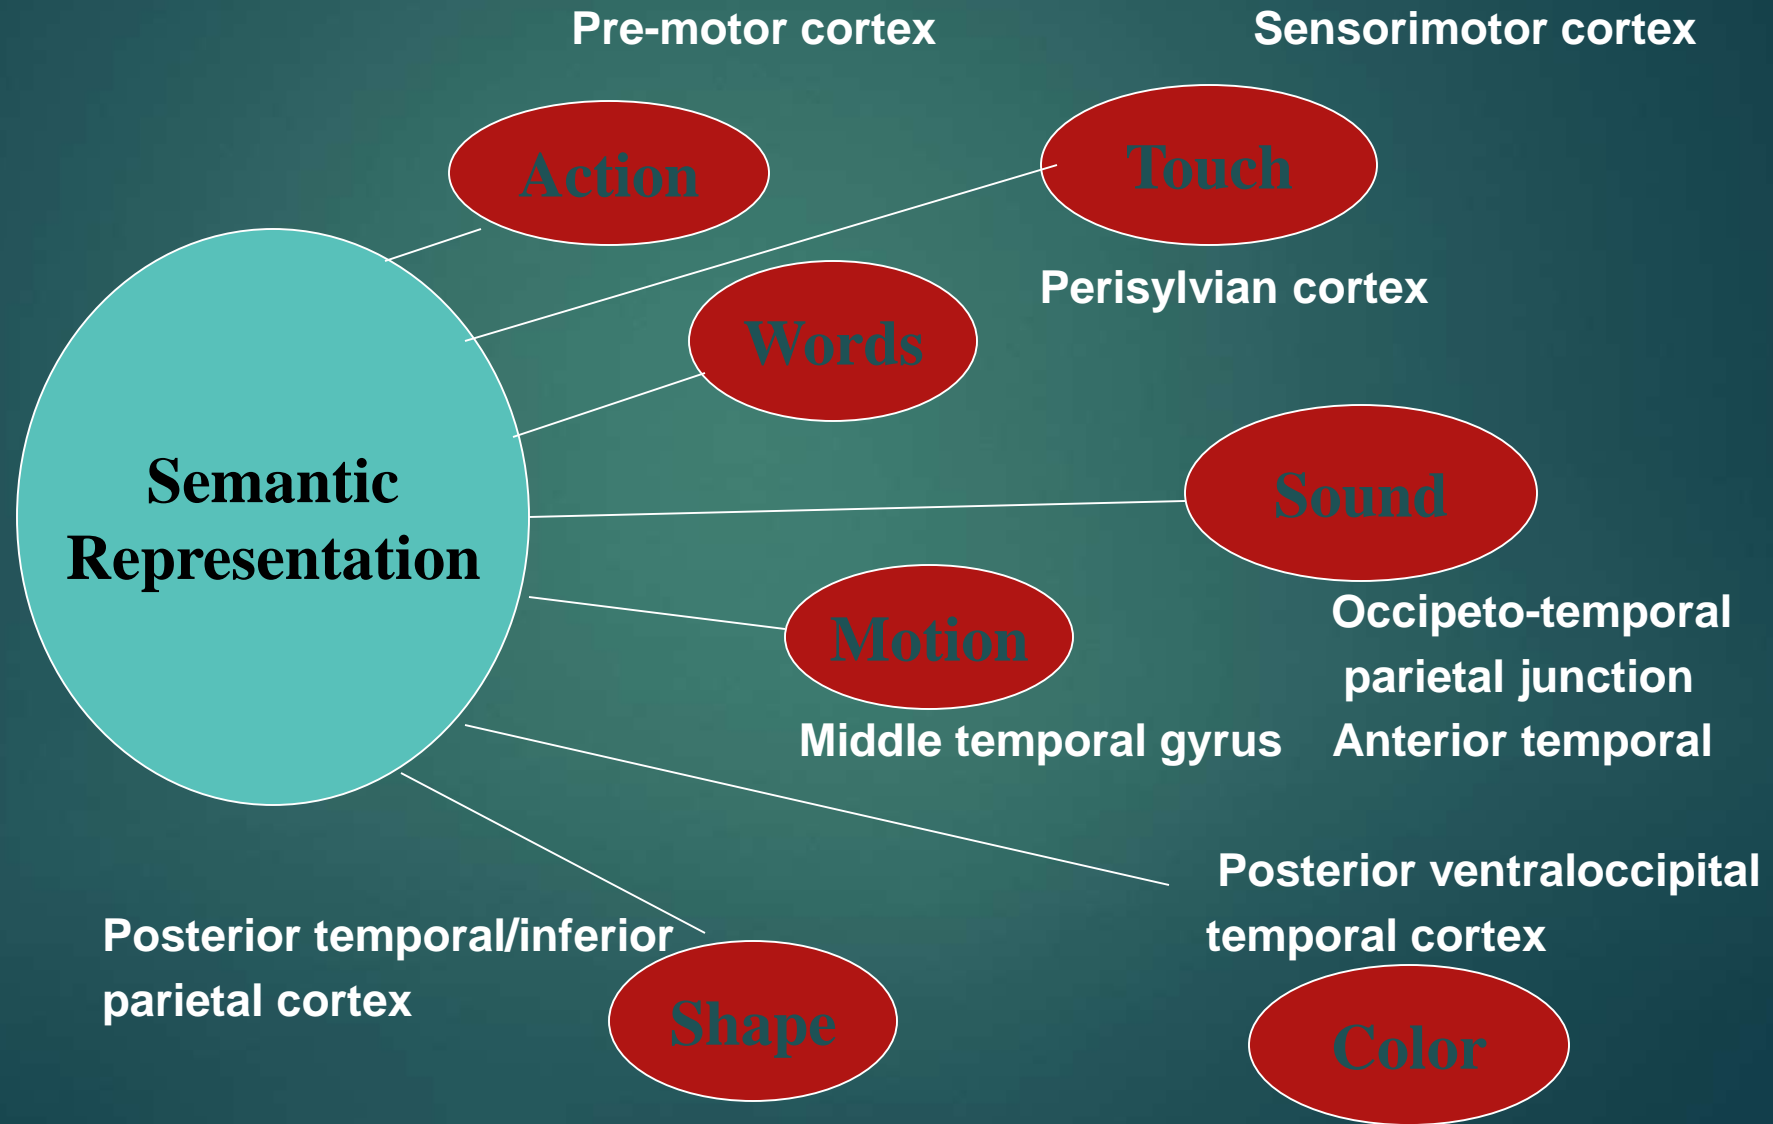 Pre-motor cortex
Sensorimotor cortex
Action
Touch
Perisylvian cortex
Words
Semantic
Representation
Sound
Motion
Occipeto-temporal
parietal junction
Middle temporal gyrus
Anterior temporal
Posterior ventraloccipital
temporal cortex
Posterior temporal/inferior
parietal cortex
Shape
Color